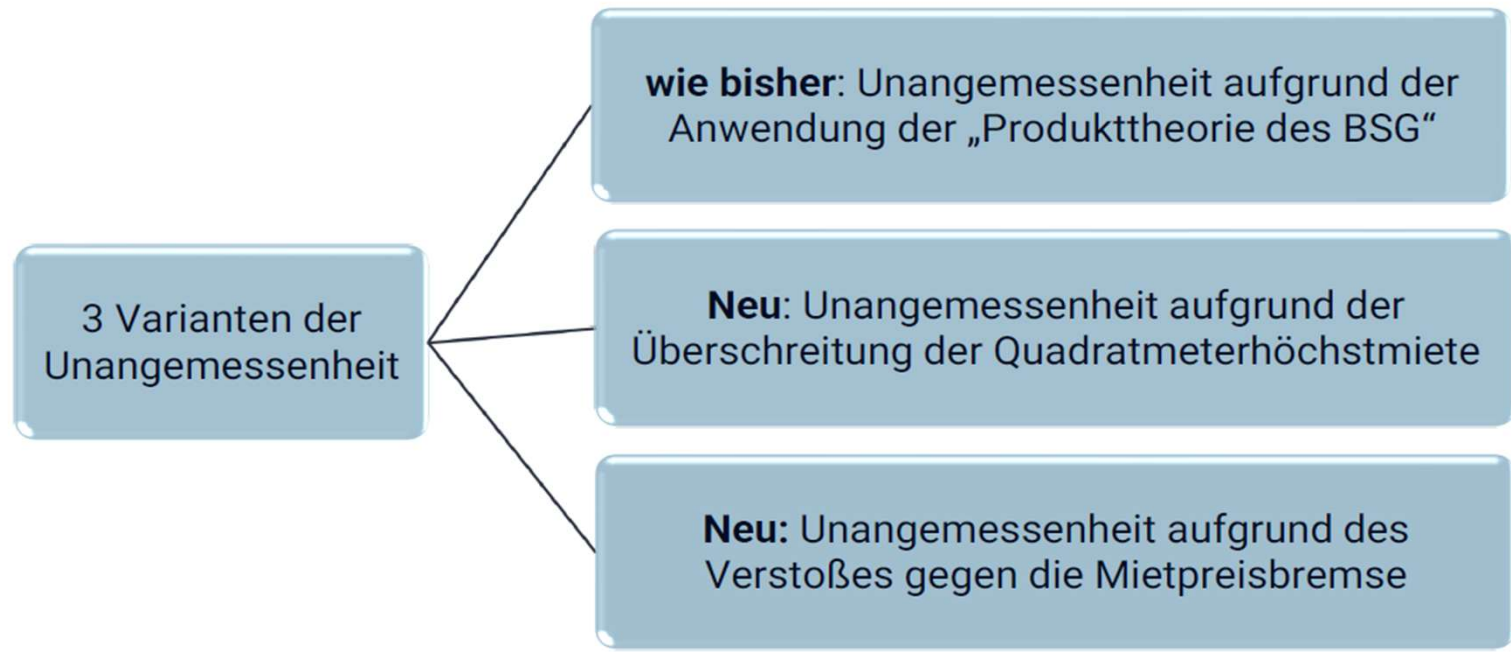 3 Varianten der
Unangemessenheit
wie bisher: Unangemessenheit aufgrund der
Anwendung der „Produkttheorie des BSG“
Neu: Unangemessenheit aufgrund der
Überschreitung der Quadratmeterhöchstmiete
Neu: Unangemessenheit aufgrund des
Verstoßes gegen die Mietpreisbremse